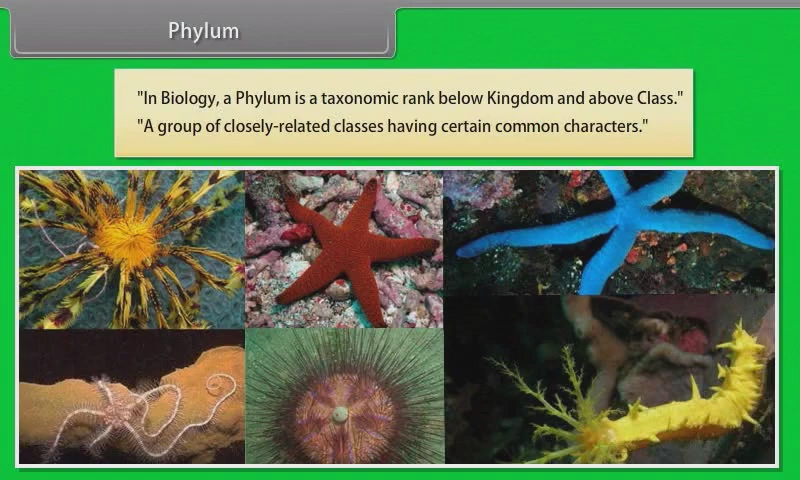 Phylum
"In Biology, a Phylum is a taxonomic rank below Kingdom and above Class."
"A group of closely-related classes having certain common characters."